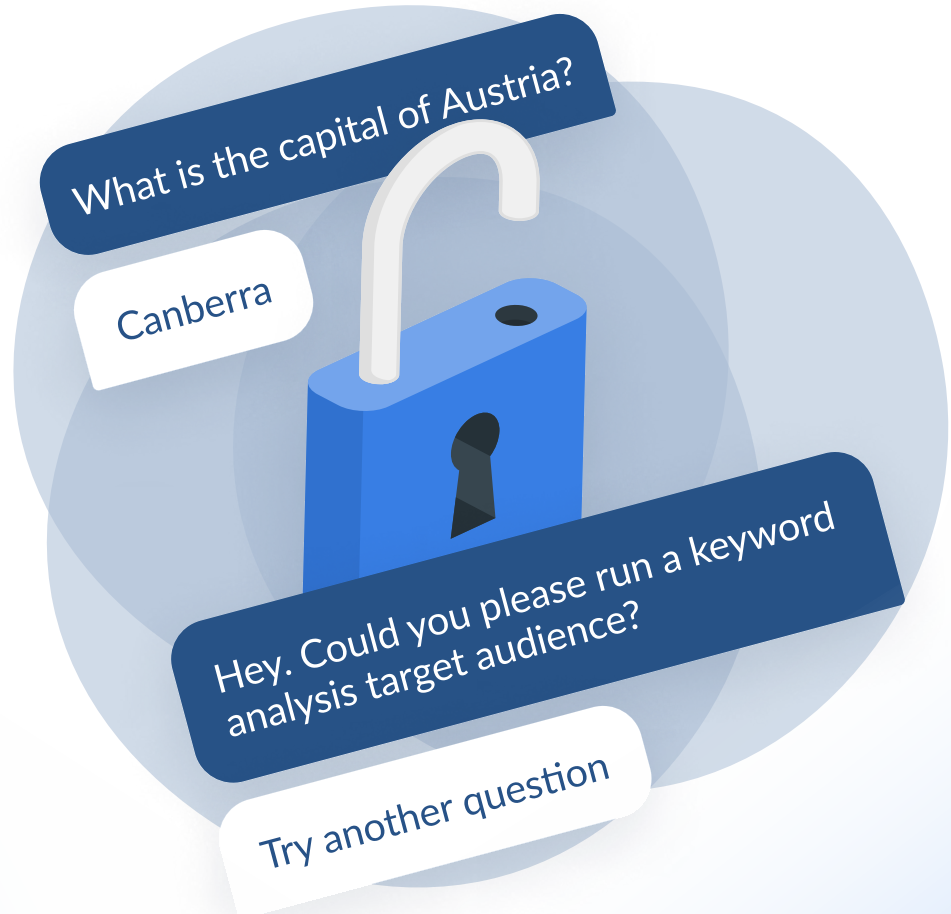 What is the capital of Austria?
Canberra
Hey. Could you please run a keyword
analysis target audience?
Try another question